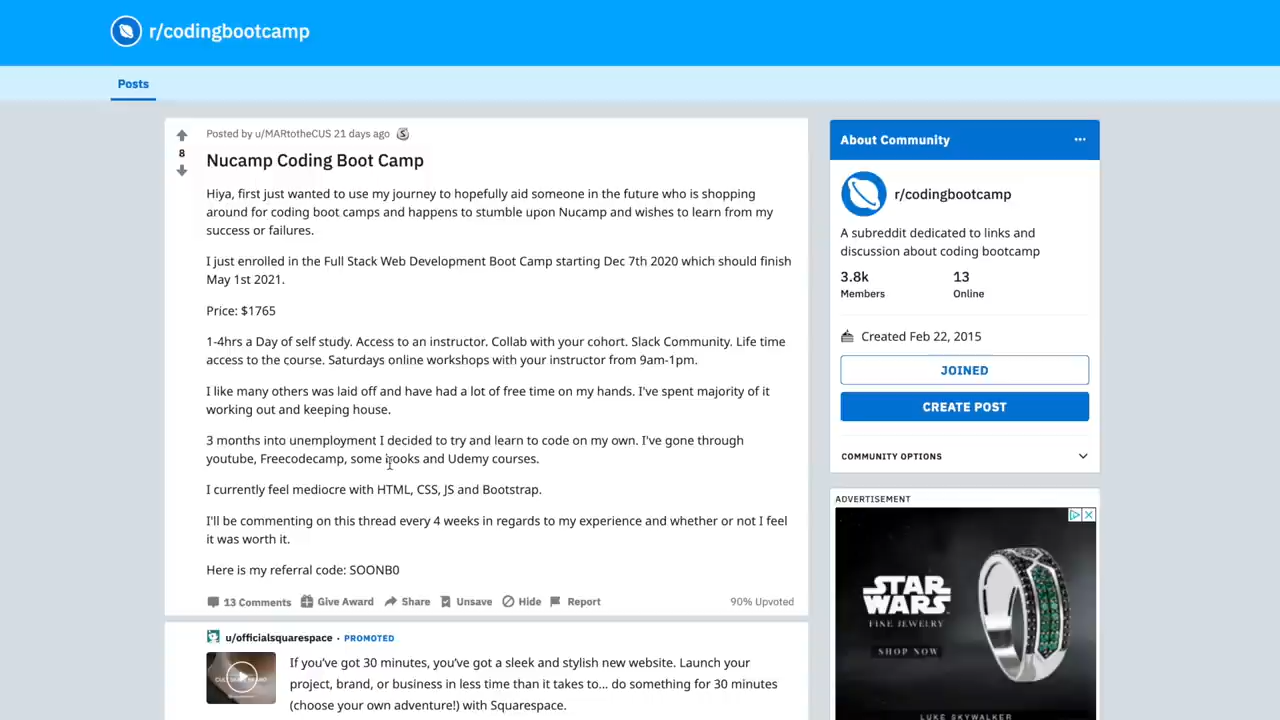 r/codingbootcamp
Posts
Posted by u/MARtotheCUS 21 days ago
8
Nucamp Coding Boot Camp
Hiya, first just wanted to use my journey to hopefully aid someone in the future who is shopping
around for coding boot camps and happens to stumble upon Nucamp and wishes to learn from my
success or failures.
I just enrolled in the Full Stack Web Development Boot Camp starting Dec 7th 2020 which should finish
May 1st 2021.
Price: $1765
1-4hrs a Day of self study. Access to an instructor. Collab with your cohort. Slack Community. Life time
access to the course. Saturdays online workshops with your instructor from 9am-1pm.
I like many others was laid off and have had a lot of free time on my hands. I've spent majority of it
working out and keeping house.
3 months into unemployment I decided to try and learn to code on my own. I've gone through
youtube, Freecodecamp, some books and Udemy courses.
I currently feel mediocre with HTML, CSS, JS and Bootstrap.
I'll be commenting on this thread every 4 weeks in regards to my experience and whether or not I feel
it was worth it.
Here is my referral code: SOONB0
13 Comments Give Award Share Unsave Hide Report 90% Upvoted
u/officialsquarespace · PROMOTED
If you've got 30 minutes, you've got a sleek and stylish new website. Launch your
project, brand, or business in less time than it takes to... do something for 30 minutes
(choose your own adventure!) with Squarespace.
About Community
r/codingbootcamp
A subreddit dedicated to links and
discussion about coding bootcamp
3.8k 13
Members Online
Created Feb 22, 2015
JOINED
CREATE POST
COMMUNITY OPTIONS
ADVERTISEMENT
STAR
WARS
FINE JEWELRY
SHOP NOW
LUKE SKYWALKER